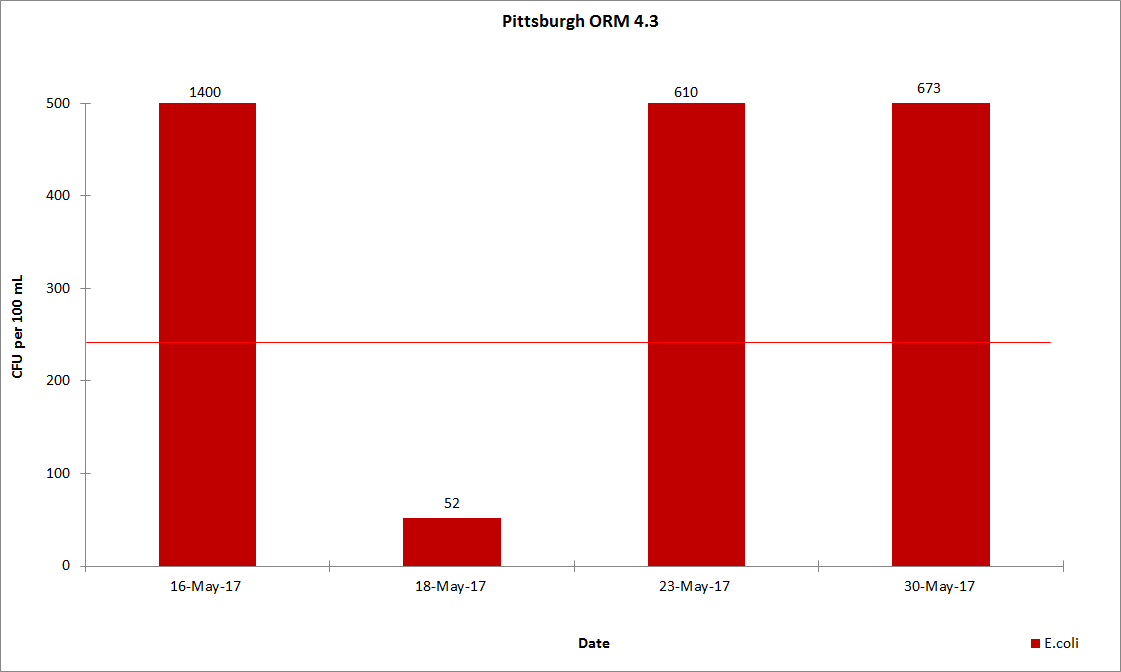 Pittsburgh ORM 4.3
1400
610
673
500
400
300
200
100
52
0
CFU per 100 mL
16-May-17
18-May-17
23-May-17
30-May-17
Date
E.coli